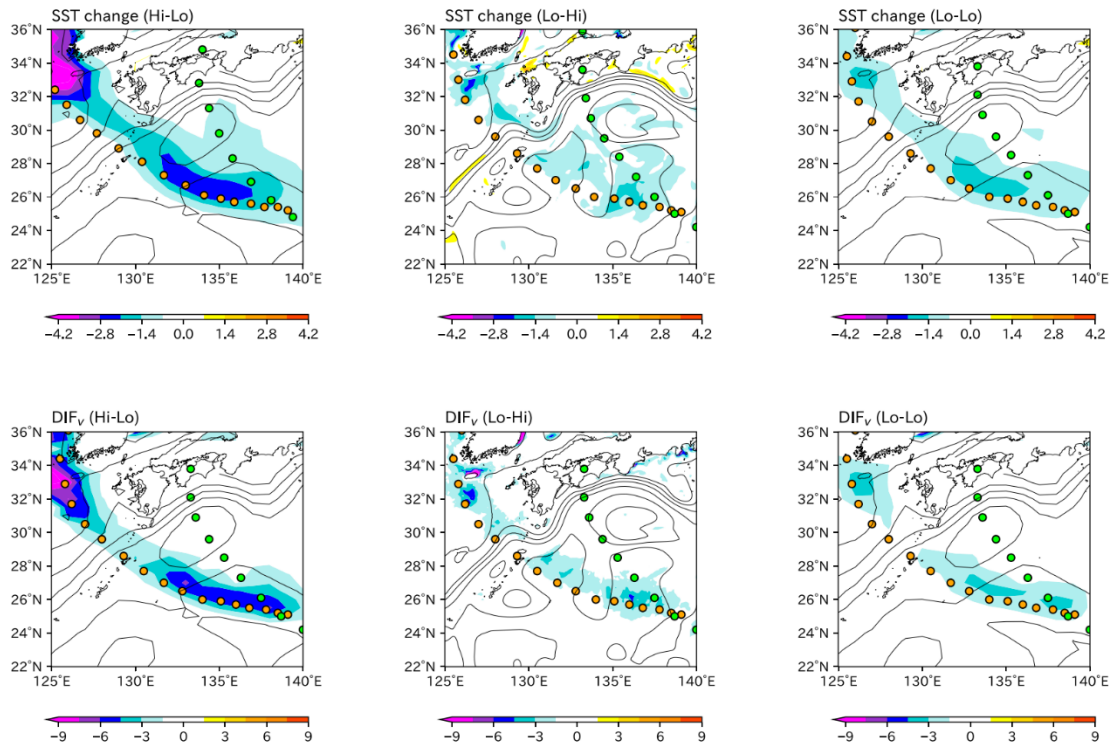 SST change (Hi-Lo) SST change (Lo-Hi) SST change (Lo-Lo)
36°N 36°N 36°N
34°N 34°N 34°N
32°N 32°N 32°N
30°N 30°N 30°N
28°N 28°N 28°N
26°N 26°N 26°N
24°N 24°N 24°N
22°N 22°N 22°N
125°E 130°E 135°E 140°E 125°E 130°E 135°E 140°E 125°E 130°E 135°E 140°E
−4.2 −2.8 −1.4 0.0 1.4 2.8 4.2 −4.2 −2.8 −1.4 0.0 1.4 2.8 4.2 −4.2 −2.8 −1.4 0.0 1.4 2.8 4.2
DIFᵥ (Hi-Lo) DIFᵥ (Lo-Hi) DIFᵥ (Lo-Lo)
36°N 36°N 36°N
34°N 34°N 34°N
32°N 32°N 32°N
30°N 30°N 30°N
28°N 28°N 28°N
26°N 26°N 26°N
24°N 24°N 24°N
22°N 22°N 22°N
125°E 130°E 135°E 140°E 125°E 130°E 135°E 140°E 125°E 130°E 135°E 140°E
−9 −6 −3 0 3 6 9 −9 −6 −3 0 3 6 9 −9 −6 −3 0 3 6 9